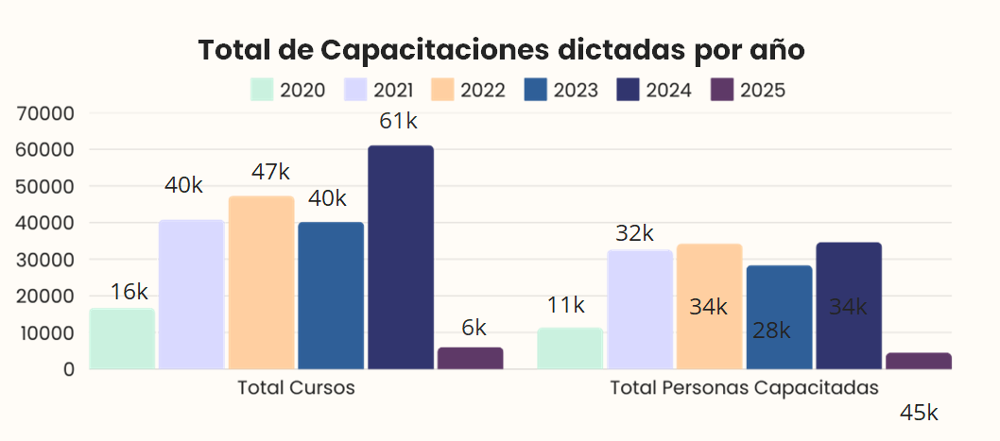 Total de Capacitaciones dictadas por año
2020 2021 2022 2023 2024 2025
70000
60000
50000
40000
30000
20000
10000
0
16k
40k
47k
40k
61k
6k
11k
32k
34k
28k
34k
45k
Total Cursos
Total Personas Capacitadas